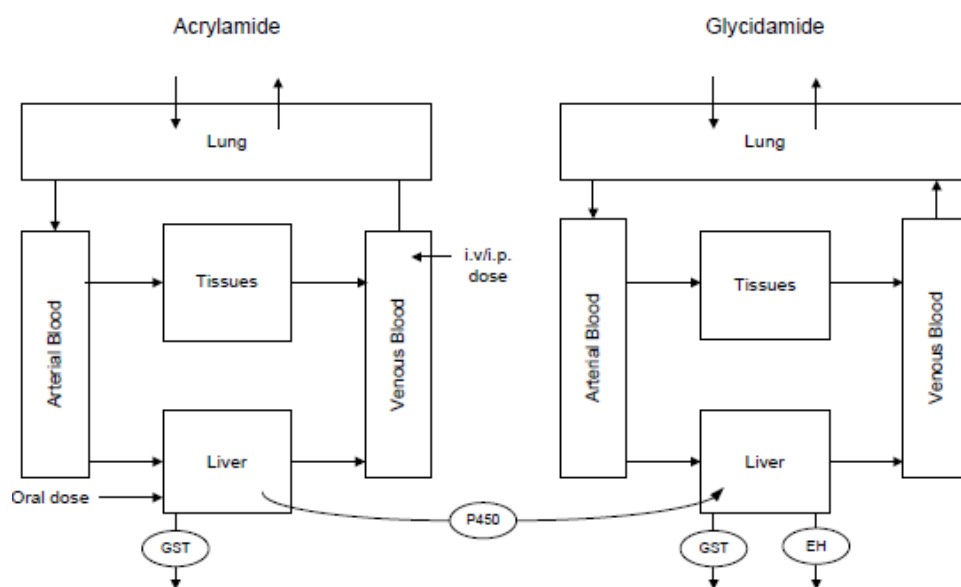 Acrylamide
Glycidamide
Lung
Lung
Arterial Blood
Tissues
Venous Blood
i.v/i.p.
dose
Arterial Blood
Tissues
Venous Blood
Liver
Liver
Oral dose
P450
GST
GST
EH